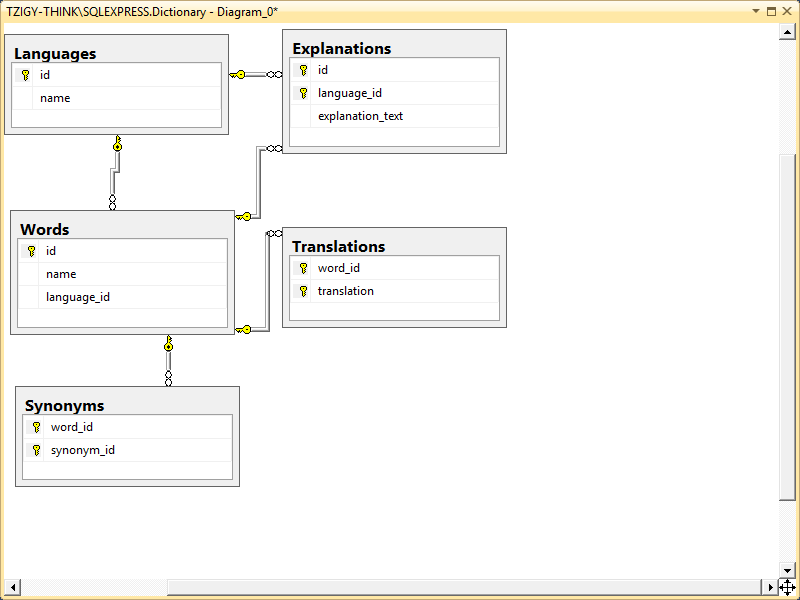 TZIGY-THINK\SQLEXPRESS.Dictionary - Diagram_0*
Languages
id
name
Explanations
id
language_id
explanation_text
Words
id
name
language_id
Translations
word_id
translation
Synonyms
word_id
synonym_id